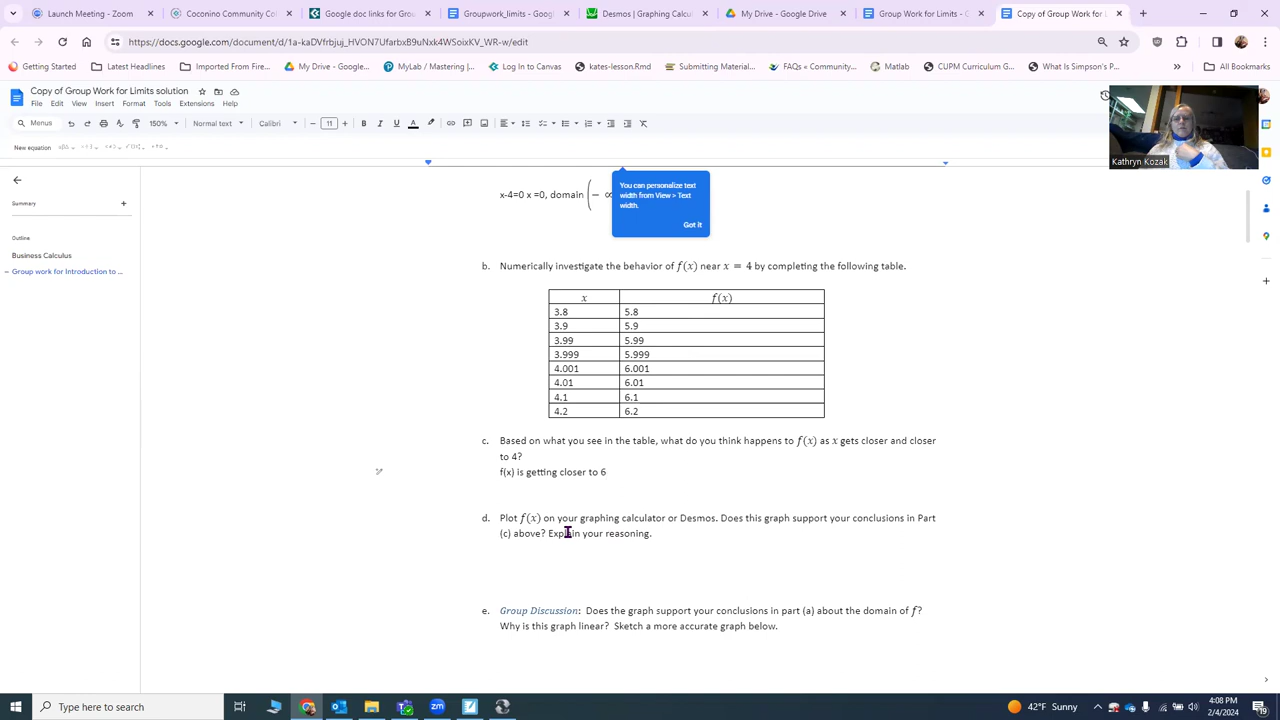 Launch Meeting - Zoom
Coconino Community Col
Google doc links for Grou
Groupwork_limits - Googl
Desmos | Graphing Calcu
My Drive - Google Drive
Group Work for Limits - G
Copy of Group Work for L
https://docs.google.com/document/d/1a-kaDVfrbjuj_HVON7UfarbxB9uNxk4WSoixKV_WR-w/edit
Getting Started
Latest Headlines
Imported From Firef...
My Drive - Google...
MyLab / Mastering |...
Log In to Canvas
kates-lesson.Rmd
Submitting Material...
FAQs « Community...
Matlab
CUPM Curriculum G...
What Is Simpson's P...
»
All Bookmarks
Copy of Group Work for Limits solution
File Edit View Insert Format Tools Extensions Help
Menus
150%
Normal text
Calibri
− 11 +
B I U A
New equation
Kathryn Kozak
Summary
Outline
Business Calculus
Group work for Introduction to ...
x-4=0 x =0, domain (− ∞
You can personalize text
width from View > Text
width.
Got it
b. Numerically investigate the behavior of f(x) near x = 4 by completing the following table.
x f(x)
3.8 5.8
3.9 5.9
3.99 5.99
3.999 5.999
4.001 6.001
4.01 6.01
4.1 6.1
4.2 6.2
c. Based on what you see in the table, what do you think happens to f(x) as x gets closer and closer
to 4?
f(x) is getting closer to 6
d. Plot f(x) on your graphing calculator or Desmos. Does this graph support your conclusions in Part
(c) above? Explain your reasoning.
e. Group Discussion: Does the graph support your conclusions in part (a) about the domain of f?
Why is this graph linear? Sketch a more accurate graph below.
Type here to search
42°F Sunny
4:08 PM
2/4/2024
19